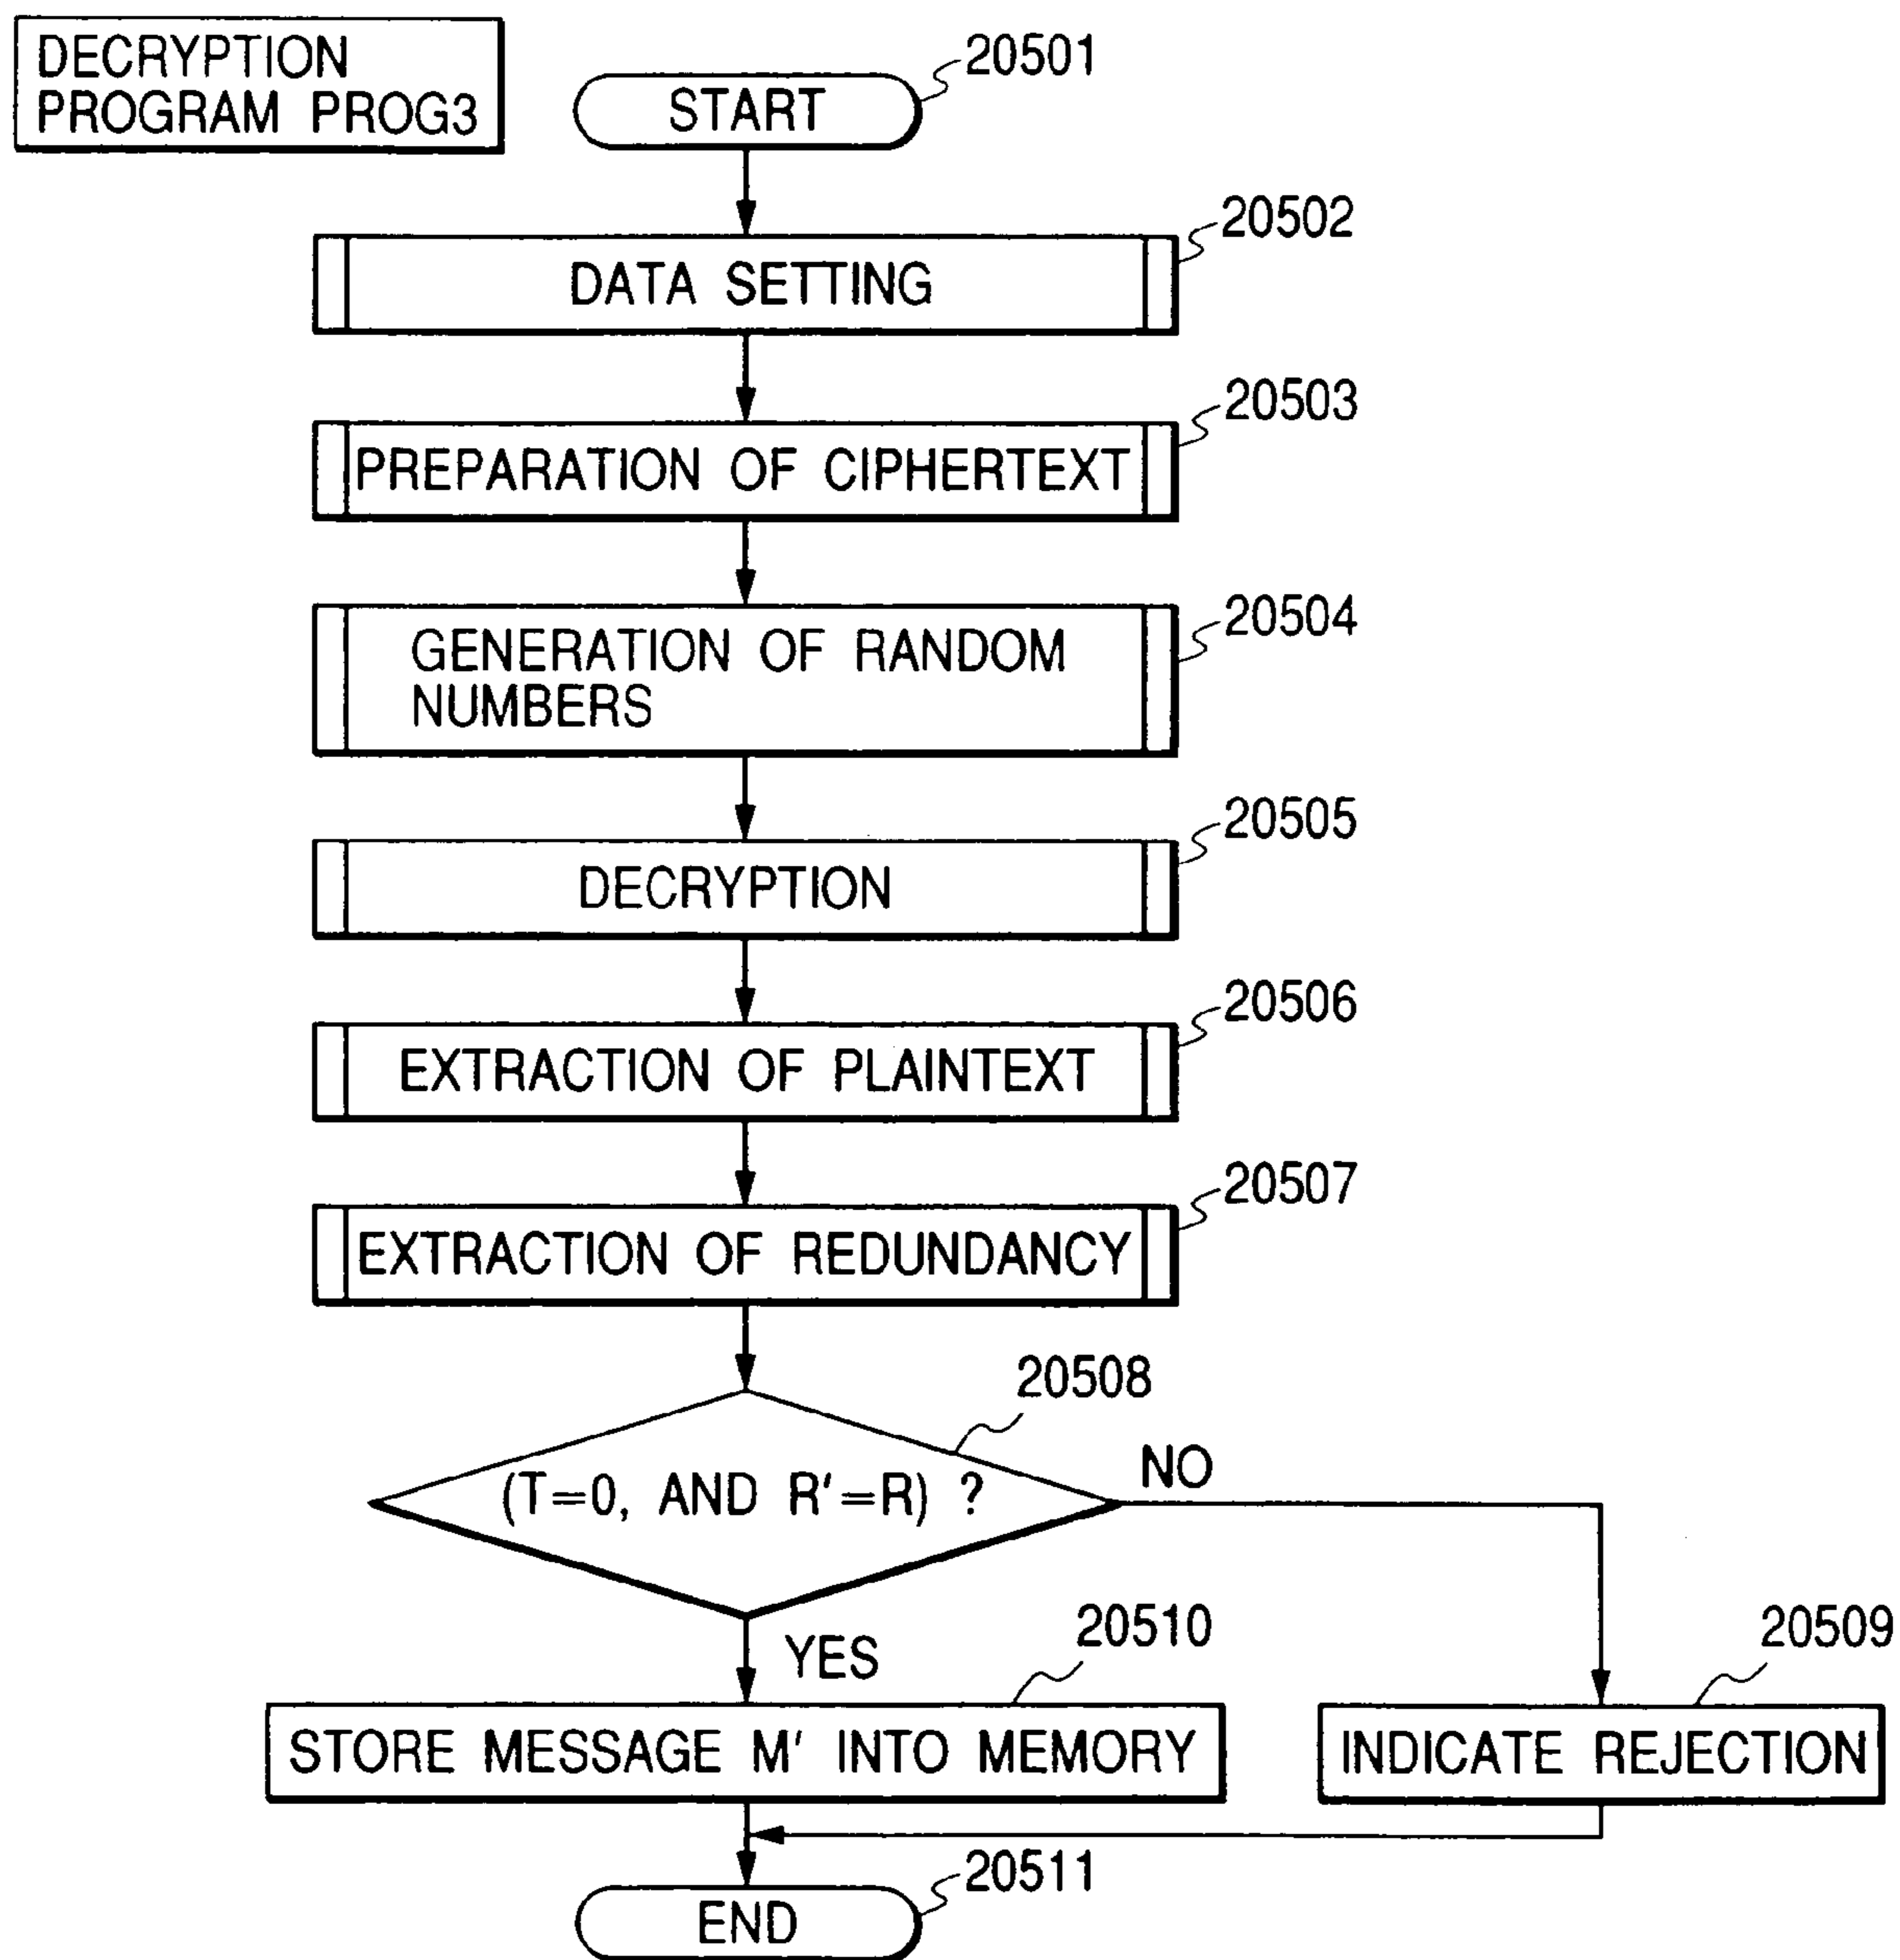 DECRYPTION
PROGRAM PROG3
20501
START
20502
DATA SETTING
20503
PREPARATION OF CIPHERTEXT
20504
GENERATION OF RANDOM
NUMBERS
20505
DECRYPTION
20506
EXTRACTION OF PLAINTEXT
20507
EXTRACTION OF REDUNDANCY
20508
(T=0, AND R'=R) ?
NO
YES
20510
20509
STORE MESSAGE M' INTO MEMORY
INDICATE REJECTION
20511
END